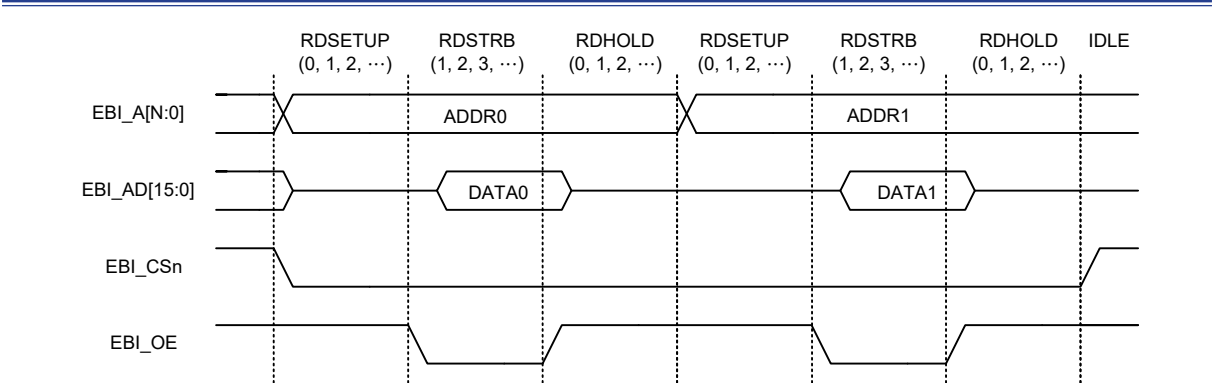 RDSETUP RDSTRB RDHOLD RDSETUP RDSTRB RDHOLD IDLE
(0, 1, 2, ⋯) (1, 2, 3, ⋯) (0, 1, 2, ⋯) (0, 1, 2, ⋯) (1, 2, 3, ⋯) (0, 1, 2, ⋯)
EBI_A[N:0] ADDR0 ADDR1
EBI_AD[15:0] DATA0 DATA1
EBI_CSn
EBI_OE